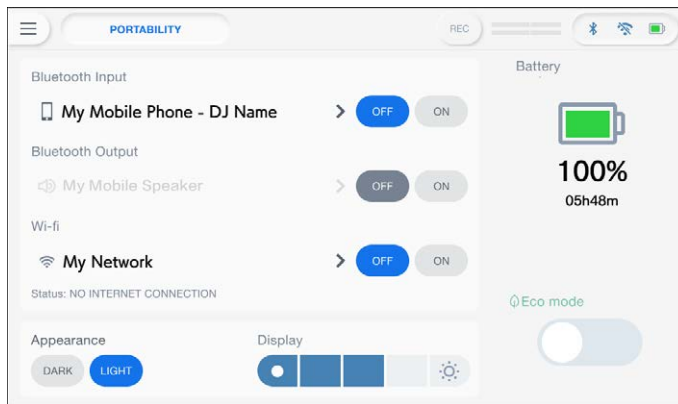 PORTABILITY
REC
Bluetooth Input
My Mobile Phone - DJ Name
OFF ON
Bluetooth Output
My Mobile Speaker
OFF ON
Wi-fi
My Network
OFF ON
Status: NO INTERNET CONNECTION
Appearance
DARK LIGHT
Display
Battery
100%
05h48m
Eco mode